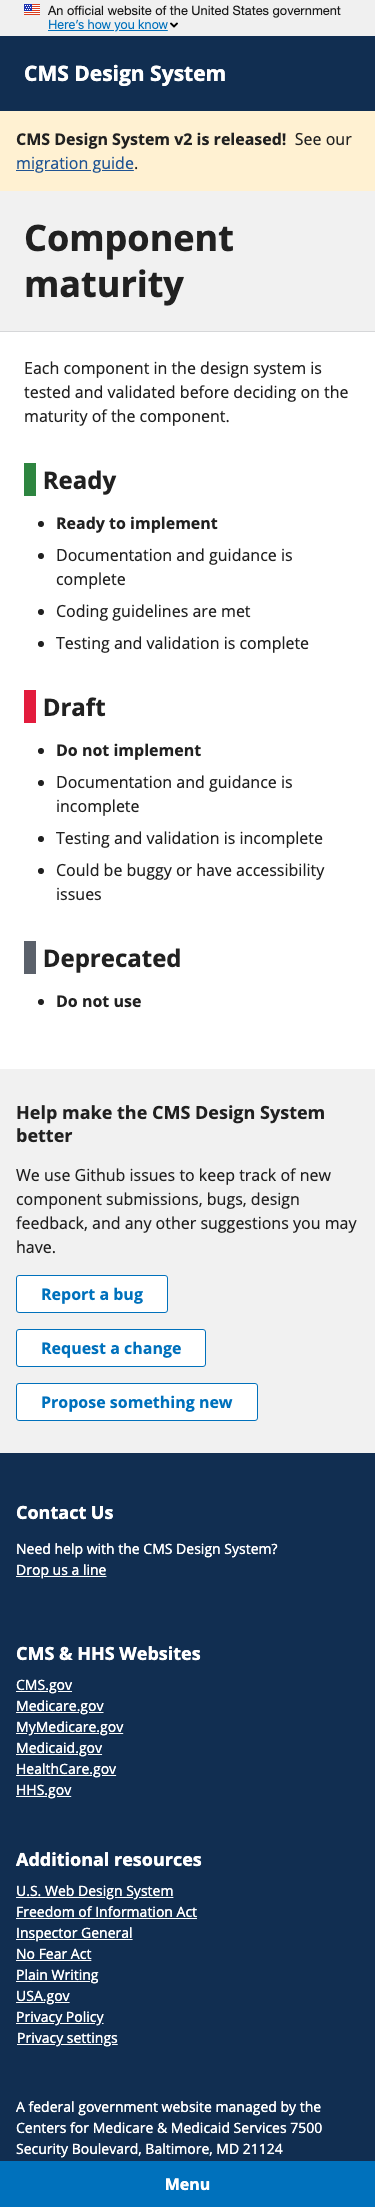 An official website of the United States government
Here's how you know
CMS Design System
CMS Design System v2 is released! See our
migration guide.
Component
maturity
Each component in the design system is
tested and validated before deciding on the
maturity of the component.
Ready
Ready to implement
Documentation and guidance is
complete
Coding guidelines are met
Testing and validation is complete
Draft
Do not implement
Documentation and guidance is
incomplete
Testing and validation is incomplete
Could be buggy or have accessibility
issues
Deprecated
Do not use
Help make the CMS Design System
better
We use Github issues to keep track of new
component submissions, bugs, design
feedback, and any other suggestions you may
have.
Report a bug
Request a change
Propose something new
Contact Us
Need help with the CMS Design System?
Drop us a line
CMS & HHS Websites
CMS.gov
Medicare.gov
MyMedicare.gov
Medicaid.gov
HealthCare.gov
HHS.gov
Additional resources
U.S. Web Design System
Freedom of Information Act
Inspector General
No Fear Act
Plain Writing
USA.gov
Privacy Policy
Privacy settings
A federal government website managed by the
Centers for Medicare & Medicaid Services 7500
Security Boulevard, Baltimore, MD 21124
Menu